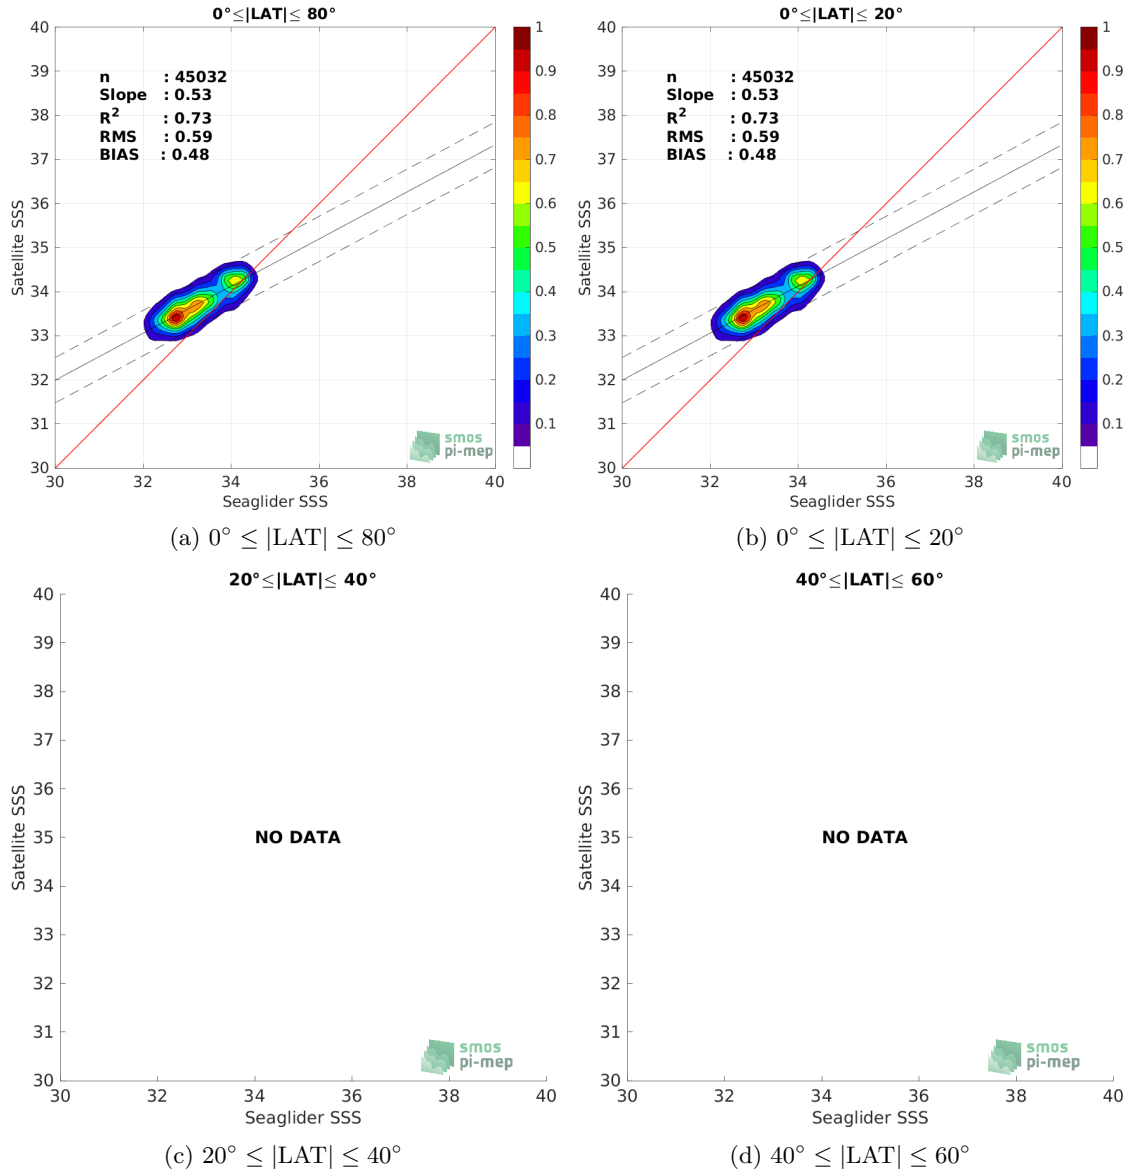 0°≤|LAT|≤ 80°
40
39
38
37
36
35
34
33
32
31
30
Satellite SSS
n : 45032
Slope : 0.53
R² : 0.73
RMS : 0.59
BIAS : 0.48
smos
pi-mep
30 32 34 36 38 40
Seaglider SSS
1
0.9
0.8
0.7
0.6
0.5
0.4
0.3
0.2
0.1
(a) 0° ≤ |LAT| ≤ 80°
0°≤|LAT|≤ 20°
40
39
38
37
36
35
34
33
32
31
30
Satellite SSS
n : 45032
Slope : 0.53
R² : 0.73
RMS : 0.59
BIAS : 0.48
smos
pi-mep
30 32 34 36 38 40
Seaglider SSS
1
0.9
0.8
0.7
0.6
0.5
0.4
0.3
0.2
0.1
(b) 0° ≤ |LAT| ≤ 20°
20°≤|LAT|≤ 40°
40
39
38
37
36
35
34
33
32
31
30
Satellite SSS
NO DATA
smos
pi-mep
30 32 34 36 38 40
Seaglider SSS
(c) 20° ≤ |LAT| ≤ 40°
40°≤|LAT|≤ 60°
40
39
38
37
36
35
34
33
32
31
30
Satellite SSS
NO DATA
smos
pi-mep
30 32 34 36 38 40
Seaglider SSS
(d) 40° ≤ |LAT| ≤ 60°